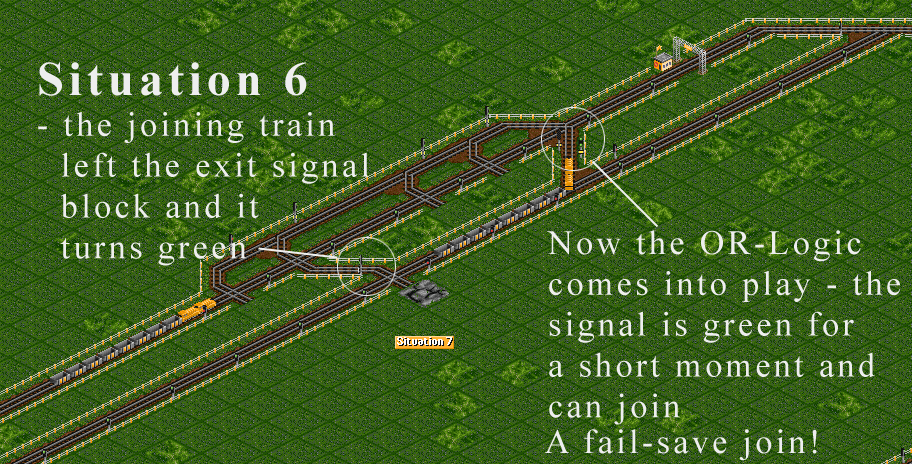 Situation 6
- the joining train
left the exit signal
block and it
turns green
Now the OR-Logic
comes into play - the
signal is green for
a short moment and
can join
A fail-save join!
Situation 7